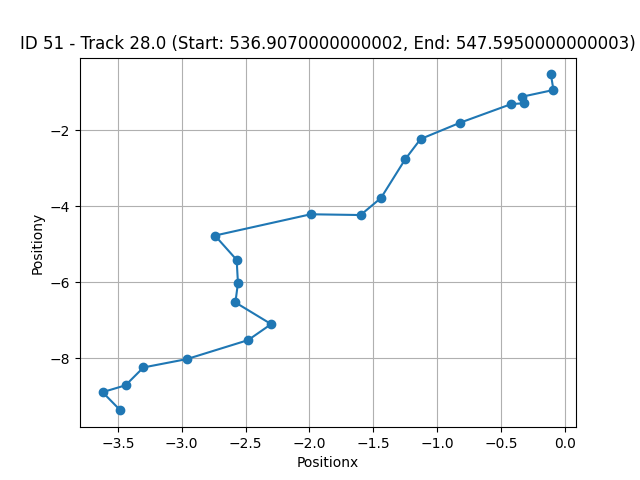 ID 51 - Track 28.0 (Start: 536.9070000000002, End: 547.5950000000003)
−2
−4
−6
−8
Positiony
−3.5 −3.0 −2.5 −2.0 −1.5 −1.0 −0.5 0.0
Positionx